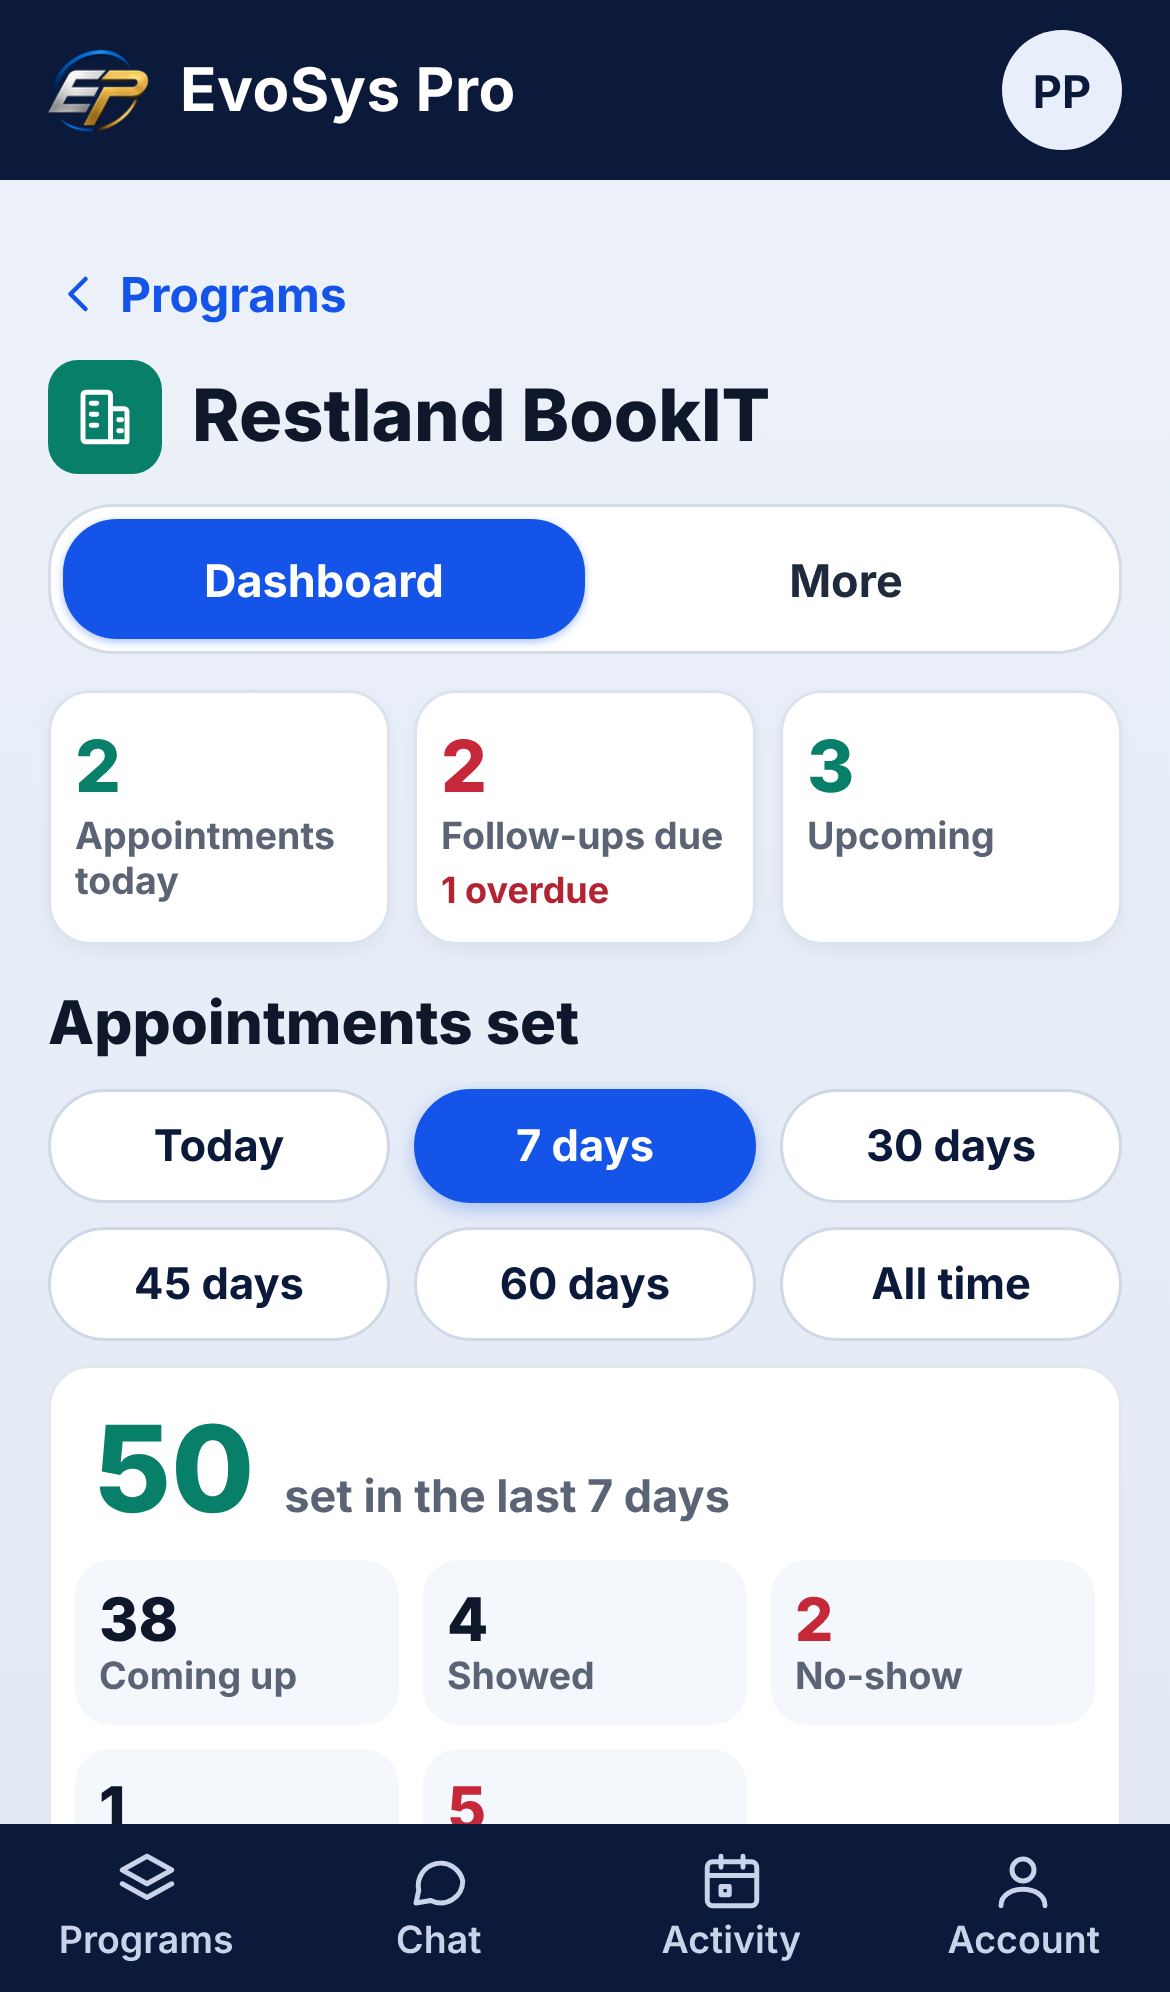 EP
EvoSys Pro
PP
Programs
Restland BookIT
Dashboard
More
2
Appointments
today
2
Follow-ups due
1 overdue
3
Upcoming
Appointments set
Today
7 days
30 days
45 days
60 days
All time
50 set in the last 7 days
38
Coming up
4
Showed
2
No-show
1
5
Programs
Chat
Activity
Account